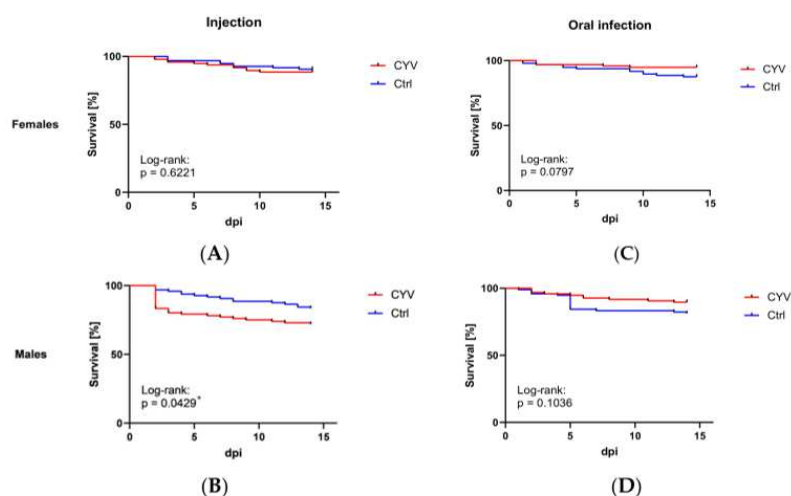 Injection
Oral infection
Females
Males
Survival [%]
100
50
0
CYV
Ctrl
Log-rank:
p = 0.6221
0 5 10 15
dpi
(A)
Survival [%]
100
50
0
CYV
Ctrl
Log-rank:
p = 0.0797
0 5 10 15
dpi
(C)
Survival [%]
100
50
0
CYV
Ctrl
Log-rank:
p = 0.0429*
0 5 10 15
dpi
(B)
Survival [%]
100
50
0
CYV
Ctrl
Log-rank:
p = 0.1036
0 5 10 15
dpi
(D)